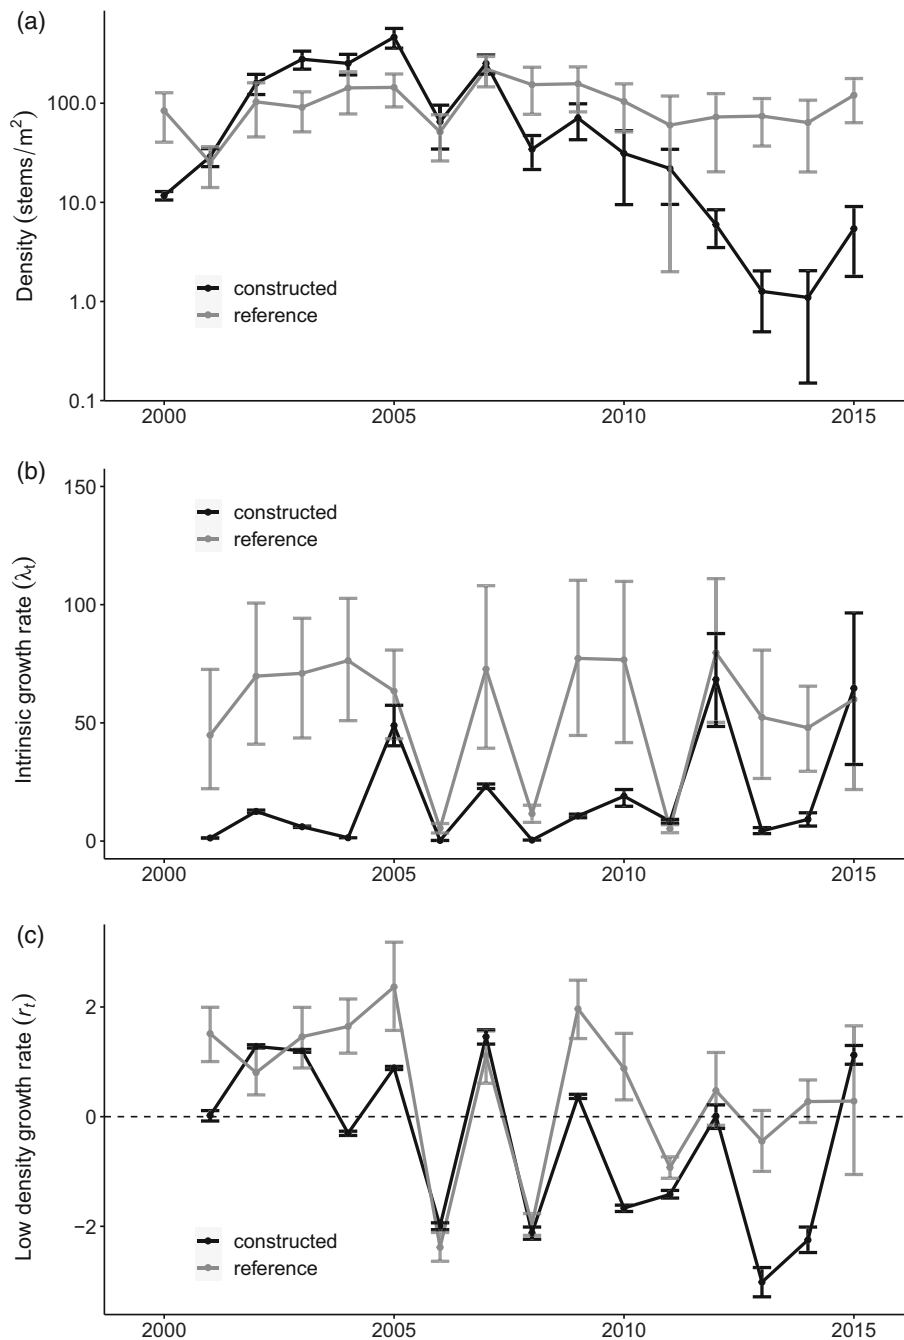 (a)
Density (stems/m²)
100.0
10.0
1.0
0.1
constructed
reference
2000 2005 2010 2015
(b)
Intrinsic growth rate (λt)
150
100
50
0
constructed
reference
2000 2005 2010 2015
(c)
Low density growth rate (rt)
2
0
−2
constructed
reference
2000 2005 2010 2015